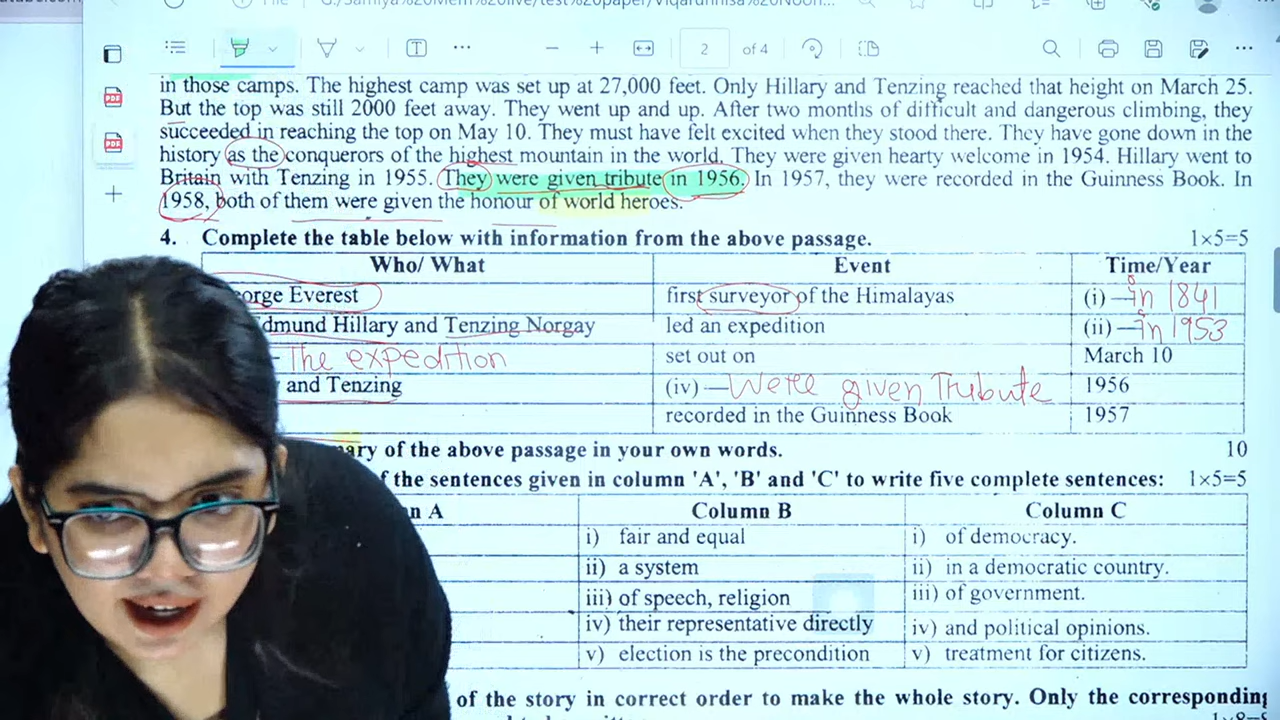 2 of 4
in those camps. The highest camp was set up at 27,000 feet. Only Hillary and Tenzing reached that height on March 25.
But the top was still 2000 feet away. They went up and up. After two months of difficult and dangerous climbing, they
succeeded in reaching the top on May 10. They must have felt excited when they stood there. They have gone down in the
history as the conquerors of the highest mountain in the world. They were given hearty welcome in 1954. Hillary went to
Britain with Tenzing in 1955. They were given tribute in 1956. In 1957, they were recorded in the Guinness Book. In
1958, both of them were given the honour of world heroes.
4. Complete the table below with information from the above passage. 1×5=5
Who/ What Event Time/Year
orge Everest first surveyor of the Himalayas (i) — in 1841
dmund Hillary and Tenzing Norgay led an expedition (ii) — in 1953
The expedition set out on March 10
and Tenzing (iv) — Were given Tribute 1956
recorded in the Guinness Book 1957
ary of the above passage in your own words. 10
f the sentences given in column 'A', 'B' and 'C' to write five complete sentences: 1×5=5
n A Column B Column C
i) fair and equal i) of democracy.
ii) a system ii) in a democratic country.
iii) of speech, religion iii) of government.
iv) their representative directly iv) and political opinions.
v) election is the precondition v) treatment for citizens.
of the story in correct order to make the whole story. Only the corresponding